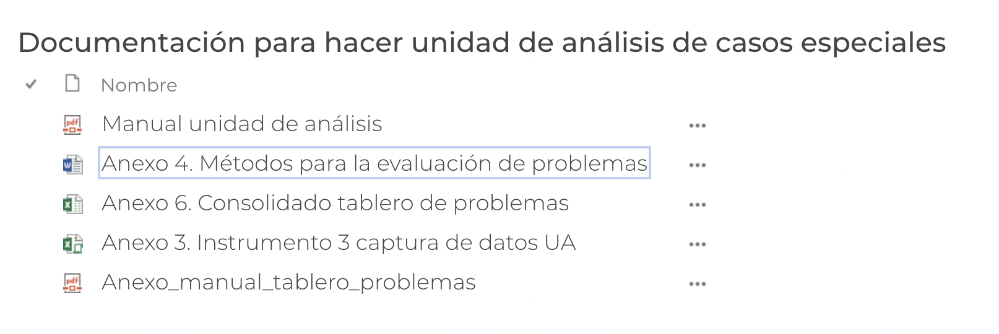 Documentación para hacer unidad de análisis de casos especiales
Nombre
Manual unidad de análisis
Anexo 4. Métodos para la evaluación de problemas
Anexo 6. Consolidado tablero de problemas
Anexo 3. Instrumento 3 captura de datos UA
Anexo_manual_tablero_problemas